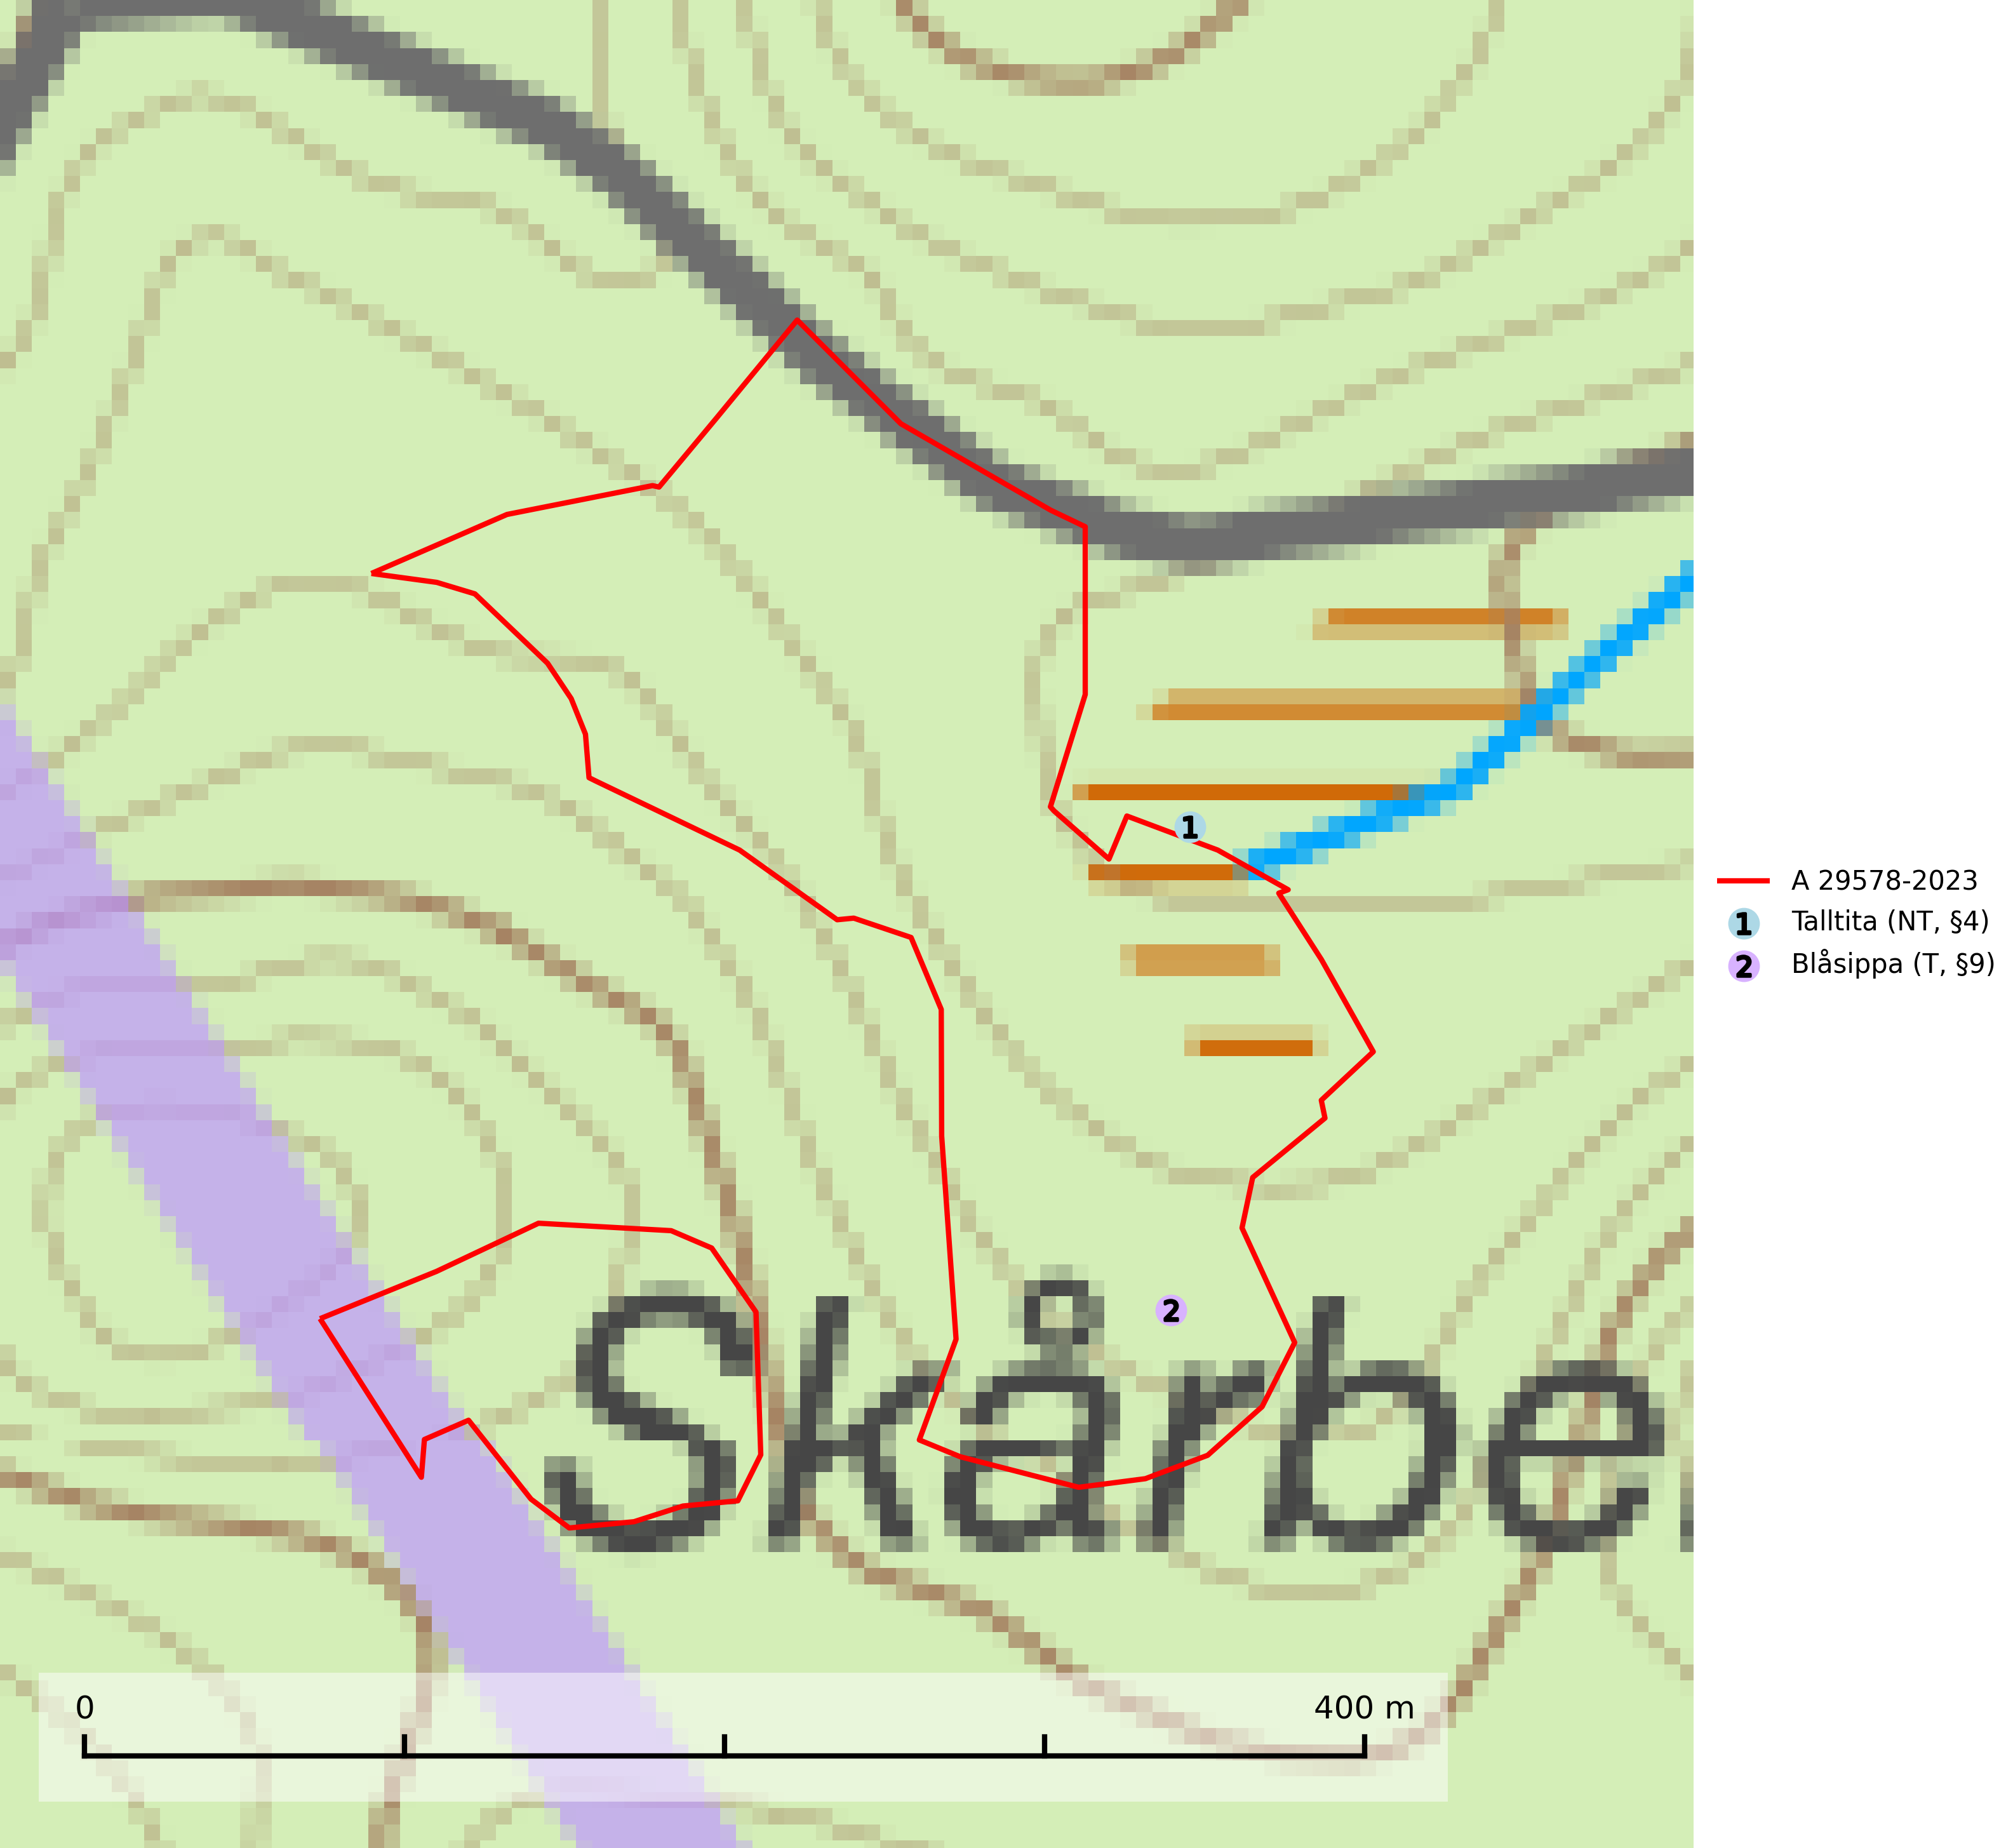 1
A 29578-2023
1 Talltita (NT, §4)
2 Blåsippa (T, §9)
2
Skårbe
0 400 m